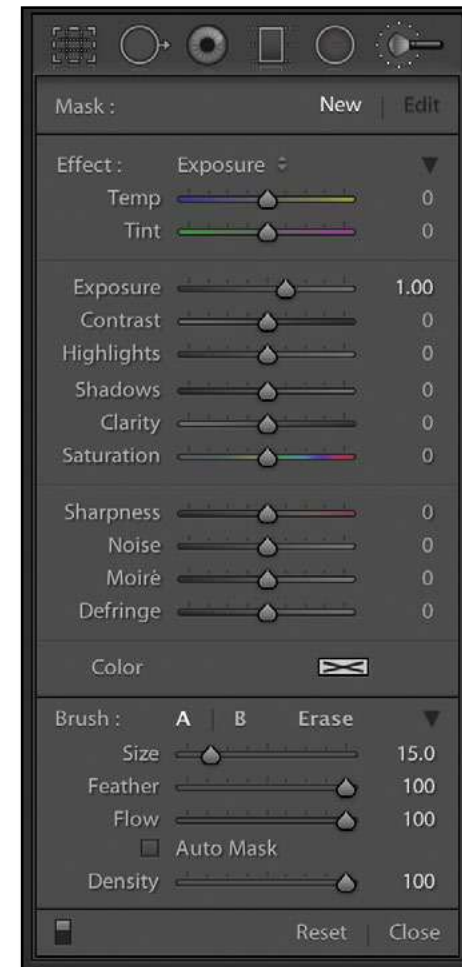 Mask : New | Edit
Effect : Exposure
Temp 0
Tint 0
Exposure 1.00
Contrast 0
Highlights 0
Shadows 0
Clarity 0
Saturation 0
Sharpness 0
Noise 0
Moirè 0
Defringe 0
Color
Brush : A | B Erase
Size 15.0
Feather 100
Flow 100
Auto Mask
Density 100
Reset | Close